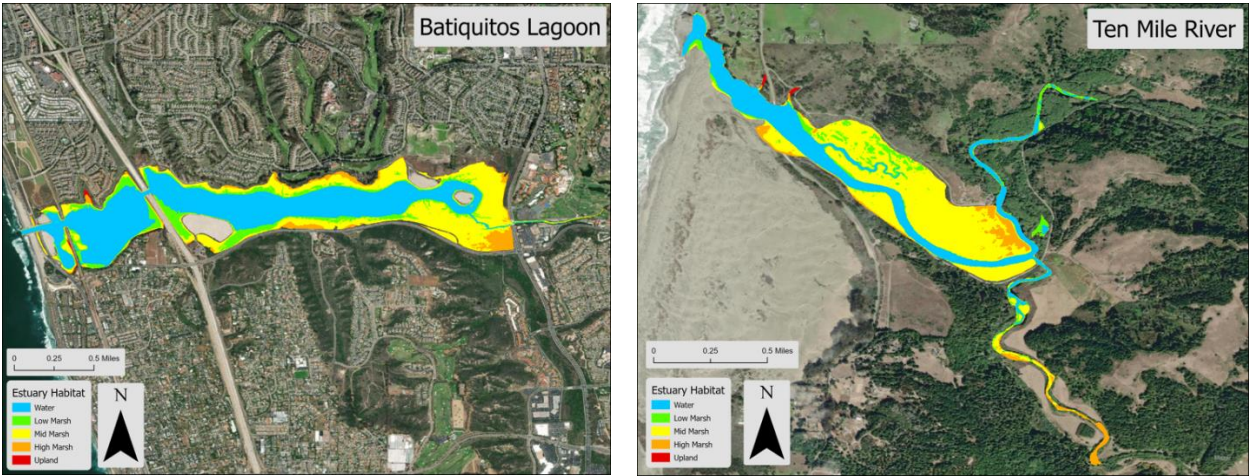 Batiquitos Lagoon
0 0.25 0.5 Miles
Estuary Habitat
Water
Low Marsh
Mid Marsh
High Marsh
Upland
N
Ten Mile River
0 0.25 0.5 Miles
Estuary Habitat
Water
Low Marsh
Mid Marsh
High Marsh
Upland
N